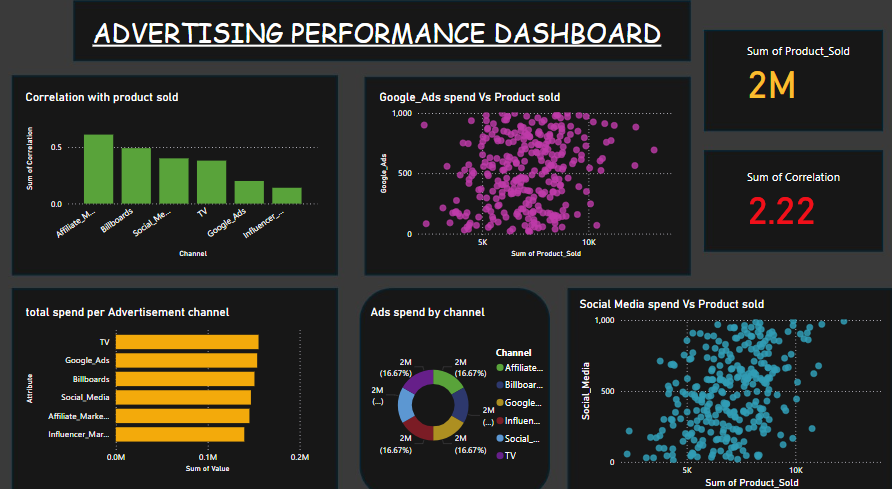 ADVERTISING PERFORMANCE DASHBOARD
Sum of Product_Sold
2M
Sum of Correlation
2.22
Correlation with product sold
Sum of Correlation
0.5
0.0
Affiliate_M...
Billboards
Social_Me...
TV
Google_Ads
Influencer_...
Channel
Google_Ads spend Vs Product sold
Google_Ads
1,000
500
0
5K
10K
Sum of Product_Sold
total spend per Advertisement channel
Attribute
TV
Google_Ads
Billboards
Social_Media
Affiliate_Marke...
Influencer_Mar...
0.0M
0.1M
0.2M
Sum of Value
Ads spend by channel
2M
(16.67%)
2M
(...)
2M
(16.67%)
2M
(16.67%)
2M
(...)
2M
(16.67%)
Channel
Affiliate...
Billboar...
Google...
Influen...
Social_...
TV
Social Media spend Vs Product sold
Social_Media
1,000
500
0
5K
10K
Sum of Product_Sold